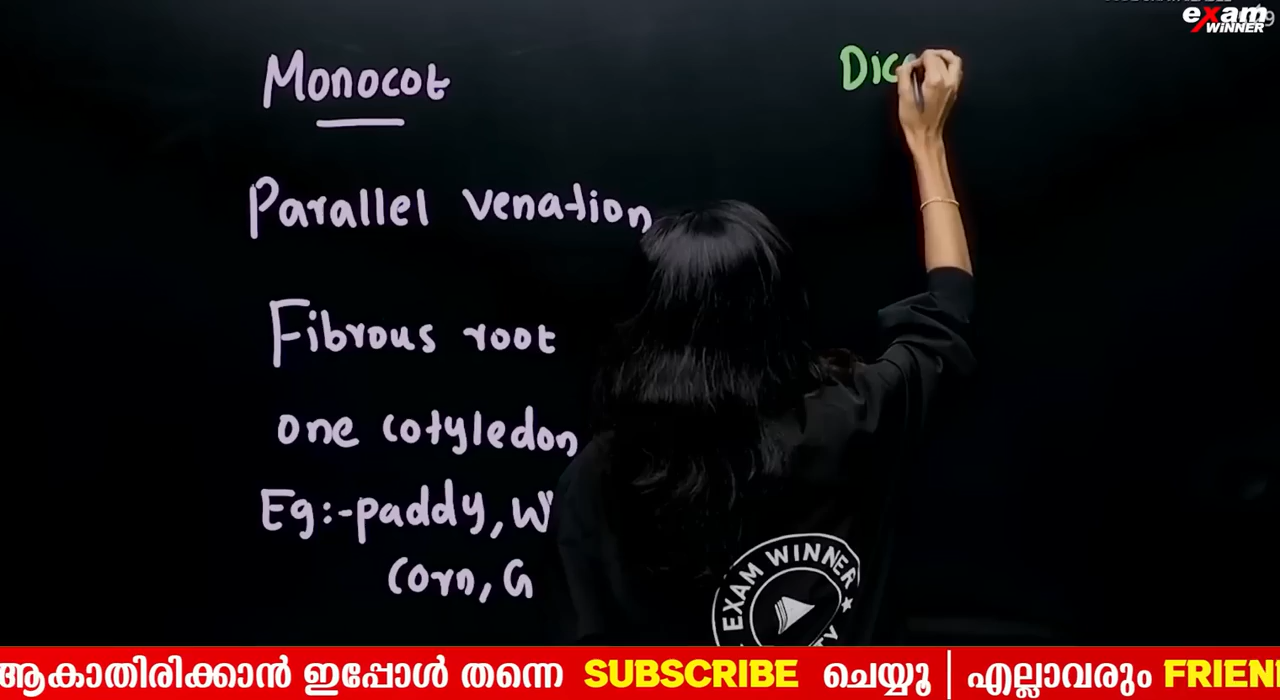 exam
WINNER
Monocot
Parallel venation
Fibrous root
one cotyledon
Eg:-paddy,
Corn,
EXAM WINNER
ആകാതിരിക്കാൻ ഇപ്പോൾ തന്നെ SUBSCRIBE ചെയ്യൂ | എല്ലാവരും